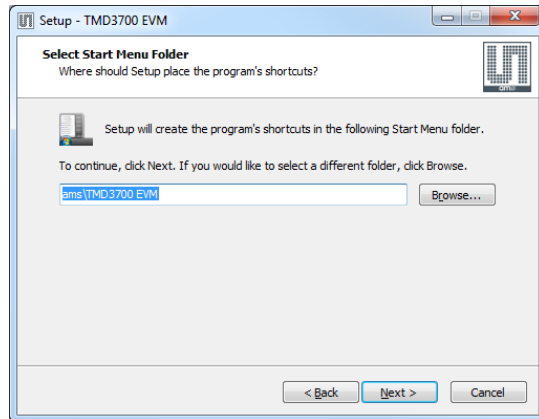 Setup - TMD3700 EVM
Select Start Menu Folder
Where should Setup place the program's shortcuts?
amu
Setup will create the program's shortcuts in the following Start Menu folder.
To continue, click Next. If you would like to select a different folder, click Browse.
ams\TMD3700 EVM
Browse...
< Back
Next >
Cancel